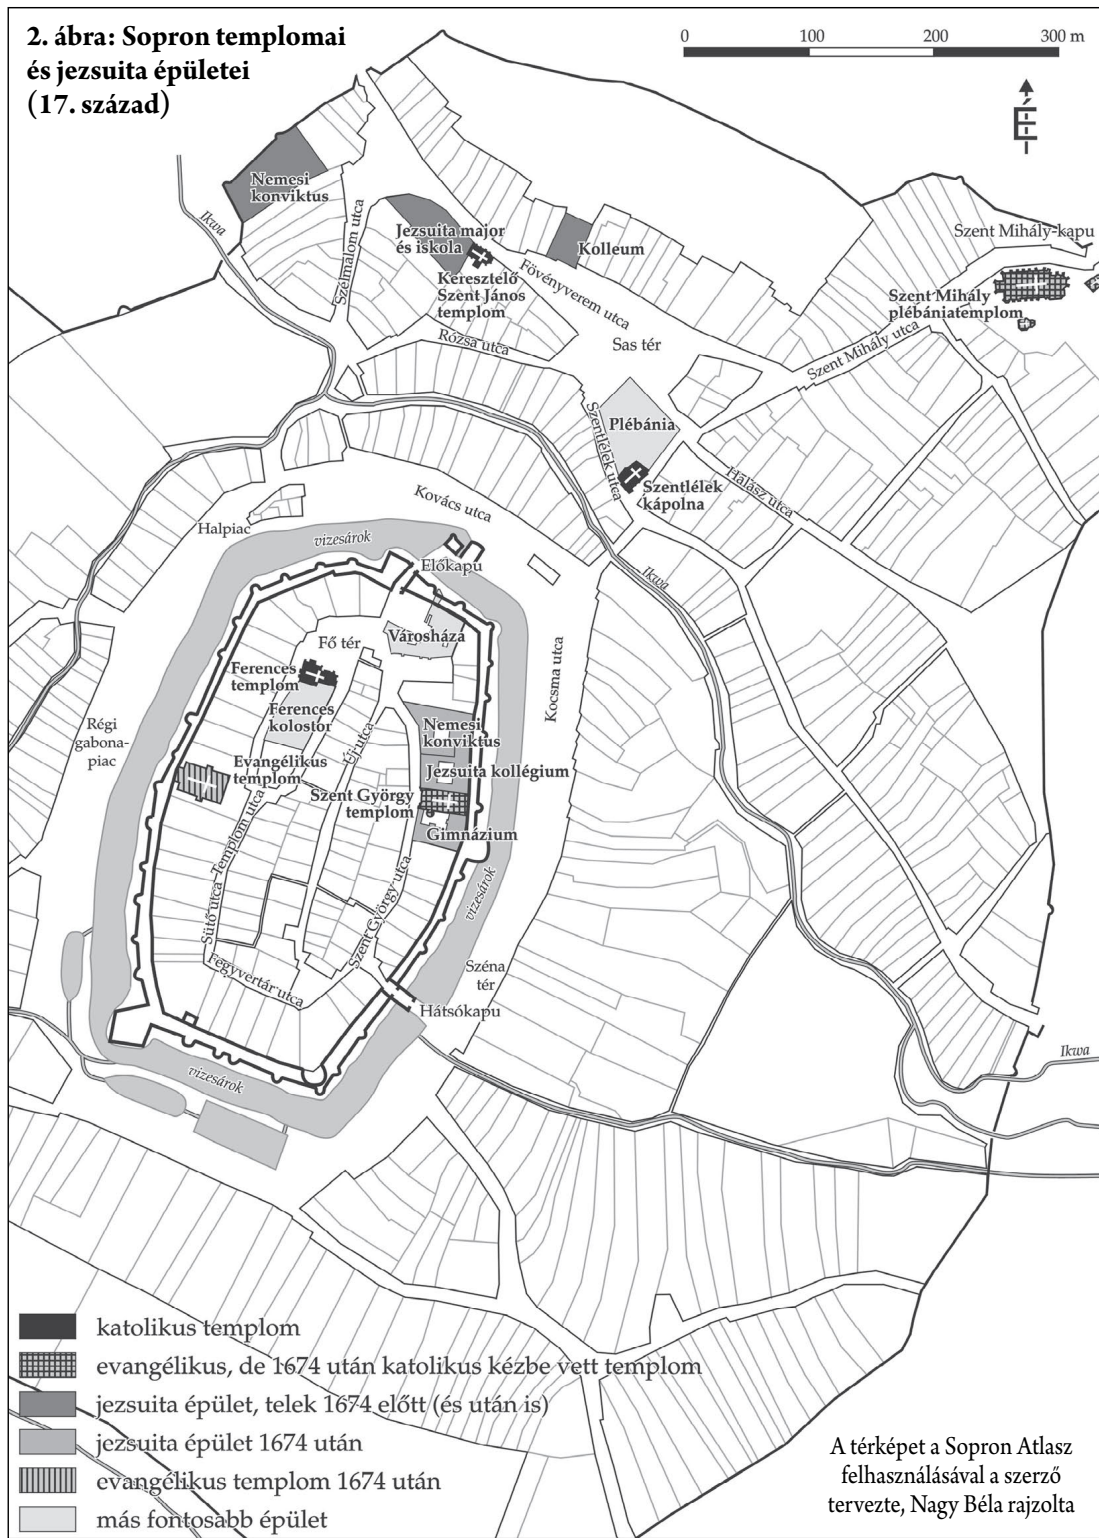 2. ábra: Sopron templomai
és jezsuita épületei
(17. század)
0 100 200 300 m
É
Nemesi
konviktus
Ikwa
Szélmalom utca
Jezsuita major
és iskola
Keresztelő
Szent János
templom
Kolleum
Fövényverem utca
Rózsa utca
Sas tér
Szent Mihály-kapu
Szent Mihály
plébániatemplom
Szent Mihály utca
Plébánia
Szentlélek utca
Szentlélek
kápolna
Halász utca
Kovács utca
Halpiac
vizesárok
Előkapu
Ikwa
Városháza
Fő tér
Ferences
templom
Ferences
kolostor
Kocsma utca
Régi
gabona-
piac
Nemesi
konviktus
Új utca
Evangélikus
templom
Jezsuita kollégium
Szent György
templom
Gimnázium
Templom utca
Sütő utca
Szent György utca
vizesárok
Fegyvertár utca
Széna
tér
Hátsókapu
vizesárok
Ikwa
katolikus templom
evangélikus, de 1674 után katolikus kézbe vett templom
jezsuita épület, telek 1674 előtt (és után is)
jezsuita épület 1674 után
evangélikus templom 1674 után
más fontosabb épület
A térképet a Sopron Atlasz
felhasználásával a szerző
tervezte, Nagy Béla rajzolta